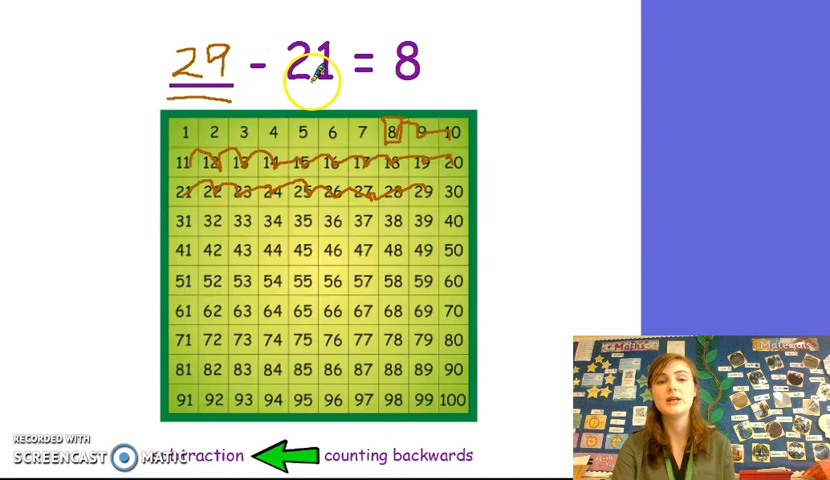 29 - 21 = 8
1 2 3 4 5 6 7 8 9 10
11 12 13 14 15 16 17 18 19 20
21 22 23 24 25 26 27 28 29 30
31 32 33 34 35 36 37 38 39 40
41 42 43 44 45 46 47 48 49 50
51 52 53 54 55 56 57 58 59 60
61 62 63 64 65 66 67 68 69 70
71 72 73 74 75 76 77 78 79 80
81 82 83 84 85 86 87 88 89 90
91 92 93 94 95 96 97 98 99 100
Maths
Materials
RECORDED WITH
SCREENCAST MATIC
subtraction counting backwards